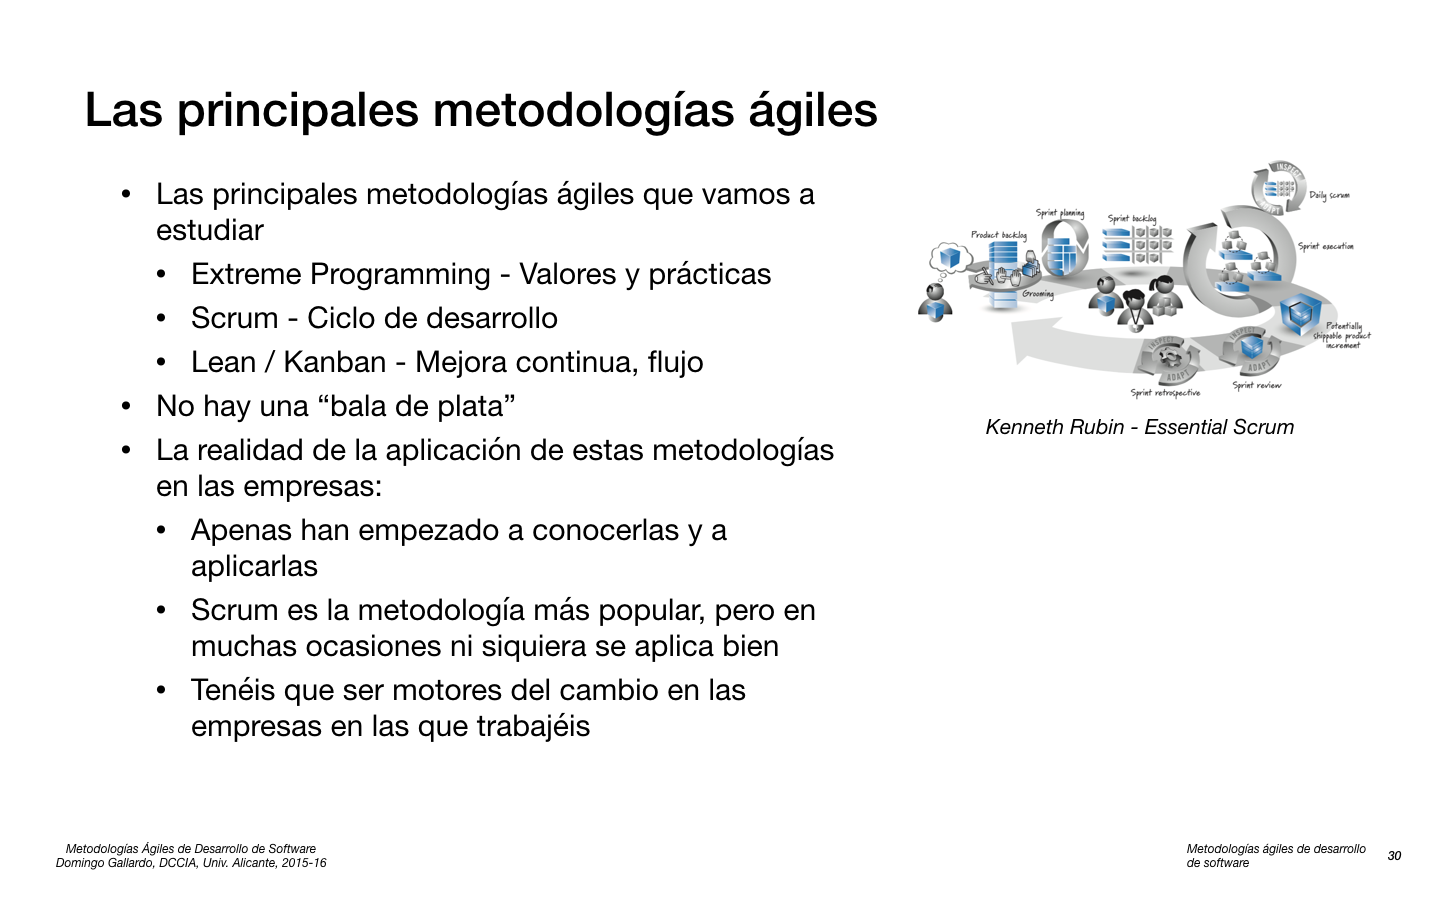 Las principales metodologías ágiles
• Las principales metodologías ágiles que vamos a
estudiar
• Extreme Programming - Valores y prácticas
• Scrum - Ciclo de desarrollo
• Lean / Kanban - Mejora continua, flujo
• No hay una “bala de plata”
• La realidad de la aplicación de estas metodologías
en las empresas:
• Apenas han empezado a conocerlas y a
aplicarlas
• Scrum es la metodología más popular, pero en
muchas ocasiones ni siquiera se aplica bien
• Tenéis que ser motores del cambio en las
empresas en las que trabajéis
INSPECT
ADAPT
Daily scrum
Sprint planning
Sprint backlog
Product backlog
Sprint execution
Grooming
Potentially
shippable product
increment
INSPECT
ADAPT
Sprint review
INSPECT
ADAPT
Sprint retrospective
Kenneth Rubin - Essential Scrum
Metodologías Ágiles de Desarrollo de Software
Domingo Gallardo, DCCIA, Univ. Alicante, 2015-16
Metodologías ágiles de desarrollo
de software
30